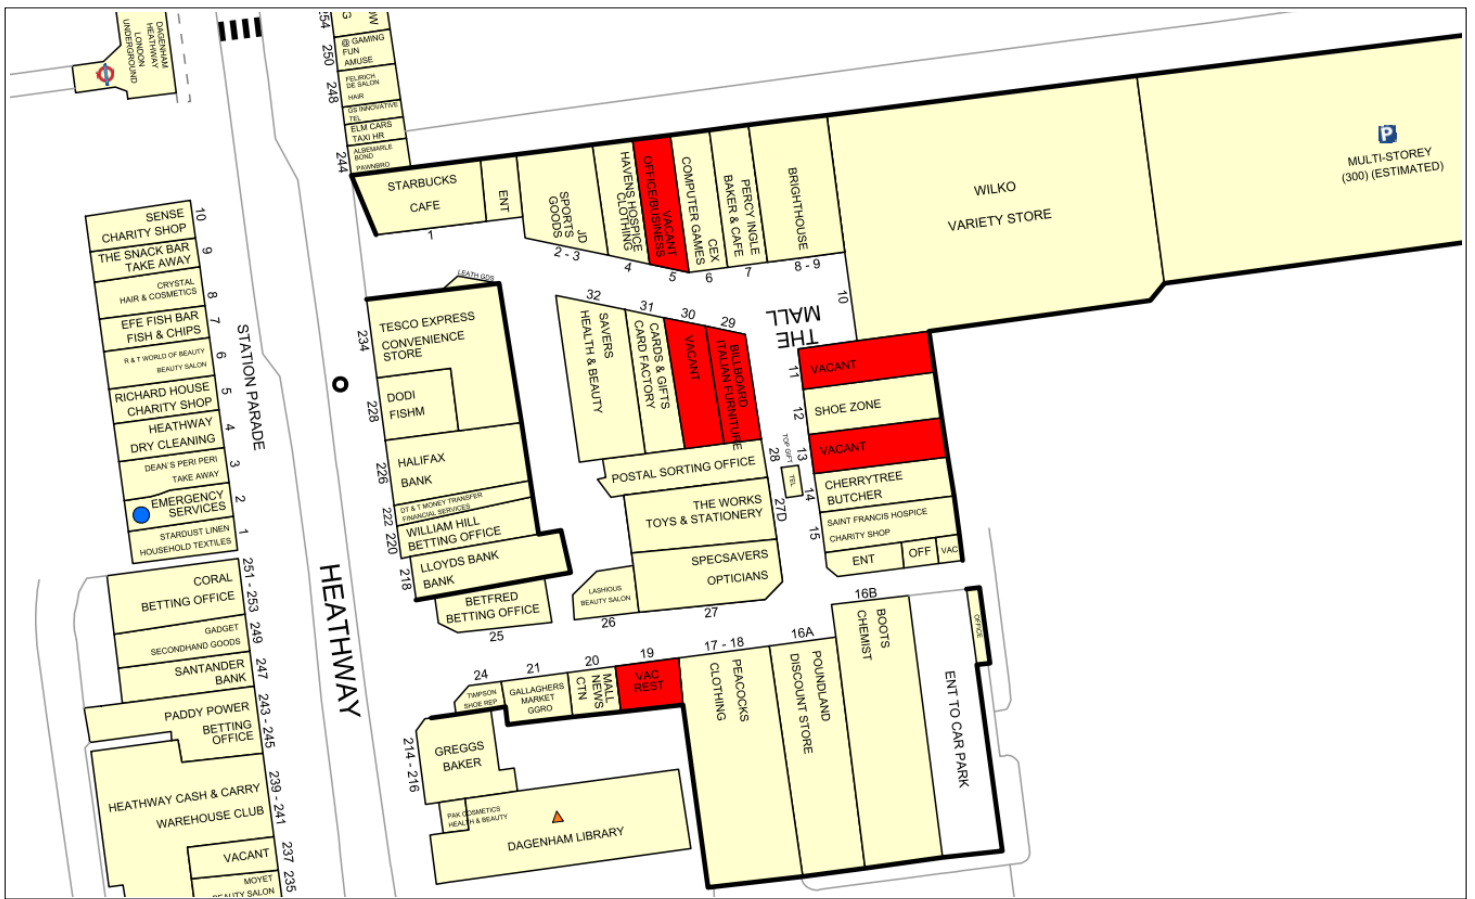 DAGENHAM
HEATHWAY
LONDON
UNDERGROUND
254
G
OW
250
@ GAMING
FUN
AMUSE
248
FELIRICH
DE SALON
HAIR
GS INNOVATIVE
TEL
ELM CARS
TAXI HR
244
ALBEMARLE
BOND
PAWNBRO
STARBUCKS
CAFE
1
ENT
JD
SPORTS
GOODS
2 - 3
HAVENS HOSPICE
CLOTHING
4
VACANT
OFFICE/BUSINESS
5
CEX
COMPUTER GAMES
6
PERCY INGLE
BAKER & CAFE
7
BRIGHTHOUSE
8 - 9
WILKO
VARIETY STORE
10
P
MULTI-STOREY
(300) (ESTIMATED)
SENSE
CHARITY SHOP
10
THE SNACK BAR
TAKE AWAY
9
CRYSTAL
HAIR & COSMETICS
8
EFE FISH BAR
FISH & CHIPS
7
R & T WORLD OF BEAUTY
BEAUTY SALON
6
RICHARD HOUSE
CHARITY SHOP
5
HEATHWAY
DRY CLEANING
4
DEAN'S PERI PERI
TAKE AWAY
3
EMERGENCY
SERVICES
2
STARDUST LINEN
HOUSEHOLD TEXTILES
1
STATION PARADE
HEATHWAY
LEATH GDS
TESCO EXPRESS
CONVENIENCE
STORE
234
DODI
FISHM
228
HALIFAX
BANK
226
DT & T MONEY TRANSFER
FINANCIAL SERVICES
222
WILLIAM HILL
BETTING OFFICE
220
LLOYDS BANK
BANK
218
BETFRED
BETTING OFFICE
25
32
SAVERS
HEALTH & BEAUTY
31
CARDS & GIFTS
CARD FACTORY
30
VACANT
29
BILLBOARD
ITALIAN FURNITURE
THE
MALL
POSTAL SORTING OFFICE
28
TOP GIFT
TEL
THE WORKS
TOYS & STATIONERY
27D
SPECSAVERS
OPTICIANS
27
LASHIOUS
BEAUTY SALON
26
11
VACANT
12
SHOE ZONE
13
VACANT
14
CHERRYTREE
BUTCHER
15
SAINT FRANCIS HOSPICE
CHARITY SHOP
ENT
OFF
VAC
16B
BOOTS
CHEMIST
OFFICE
ENT TO CAR PARK
16A
POUNDLAND
DISCOUNT STORE
17 - 18
PEACOCKS
CLOTHING
19
VAC
REST
20
MALL
NEWS
CTN
21
GALLAGHERS
MARKET
GGRO
24
TIMPSON
SHOE REP
214 - 216
GREGGS
BAKER
PAK COSMETICS
HEALTH & BEAUTY
DAGENHAM LIBRARY
CORAL
BETTING OFFICE
251 - 253
GADGET
SECONDHAND GOODS
249
SANTANDER
BANK
247
PADDY POWER
BETTING
OFFICE
243 - 245
HEATHWAY CASH & CARRY
WAREHOUSE CLUB
239 - 241
VACANT
237
MOYET
BEAUTY SALON
235